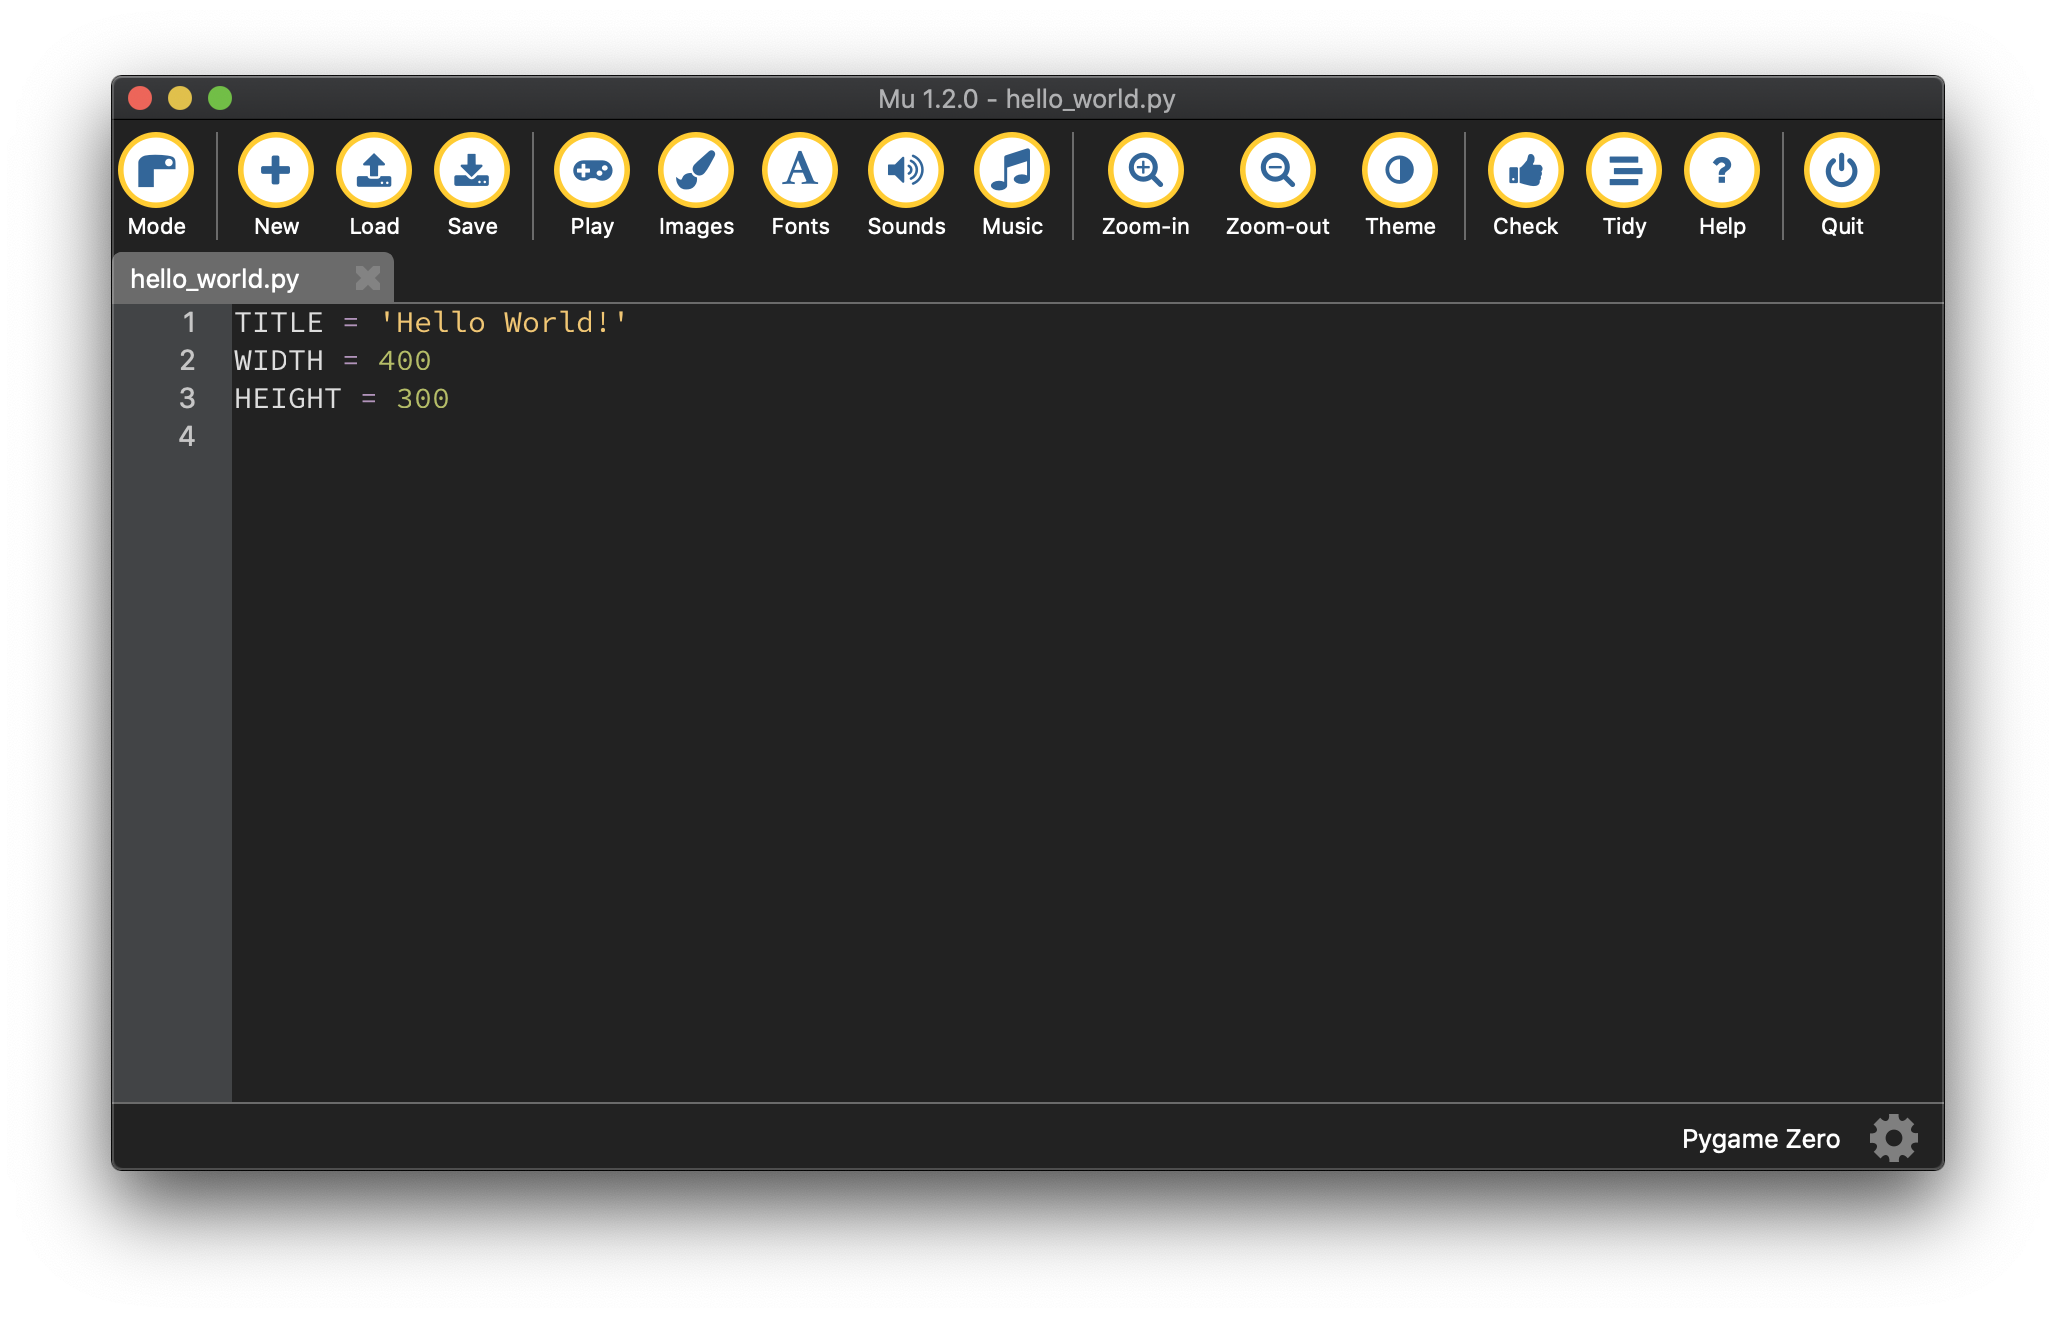 Mu 1.2.0 - hello_world.py
Mode New Load Save Play Images Fonts Sounds Music Zoom-in Zoom-out Theme Check Tidy Help Quit
hello_world.py
1 TITLE = 'Hello World!'
2 WIDTH = 400
3 HEIGHT = 300
4
Pygame Zero